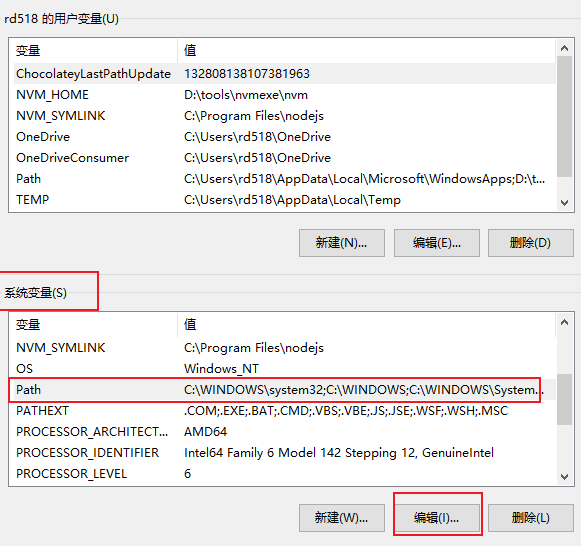 rd518 的用户变量(U)
变量 值
ChocolateyLastPathUpdate 132808138107381963
NVM_HOME D:\tools\nvmexe\nvm
NVM_SYMLINK C:\Program Files\nodejs
OneDrive C:\Users\rd518\OneDrive
OneDriveConsumer C:\Users\rd518\OneDrive
Path C:\Users\rd518\AppData\Local\Microsoft\WindowsApps;D:\t...
TEMP C:\Users\rd518\AppData\Local\Temp
新建(N)... 编辑(E)... 删除(D)
系统变量(S)
变量 值
NVM_SYMLINK C:\Program Files\nodejs
OS Windows_NT
Path C:\WINDOWS\system32;C:\WINDOWS;C:\WINDOWS\System...
PATHEXT .COM;.EXE;.BAT;.CMD;.VBS;.VBE;.JS;.JSE;.WSF;.WSH;.MSC
PROCESSOR_ARCHITECT... AMD64
PROCESSOR_IDENTIFIER Intel64 Family 6 Model 142 Stepping 12, GenuineIntel
PROCESSOR_LEVEL 6
新建(W)... 编辑(I)... 删除(L)